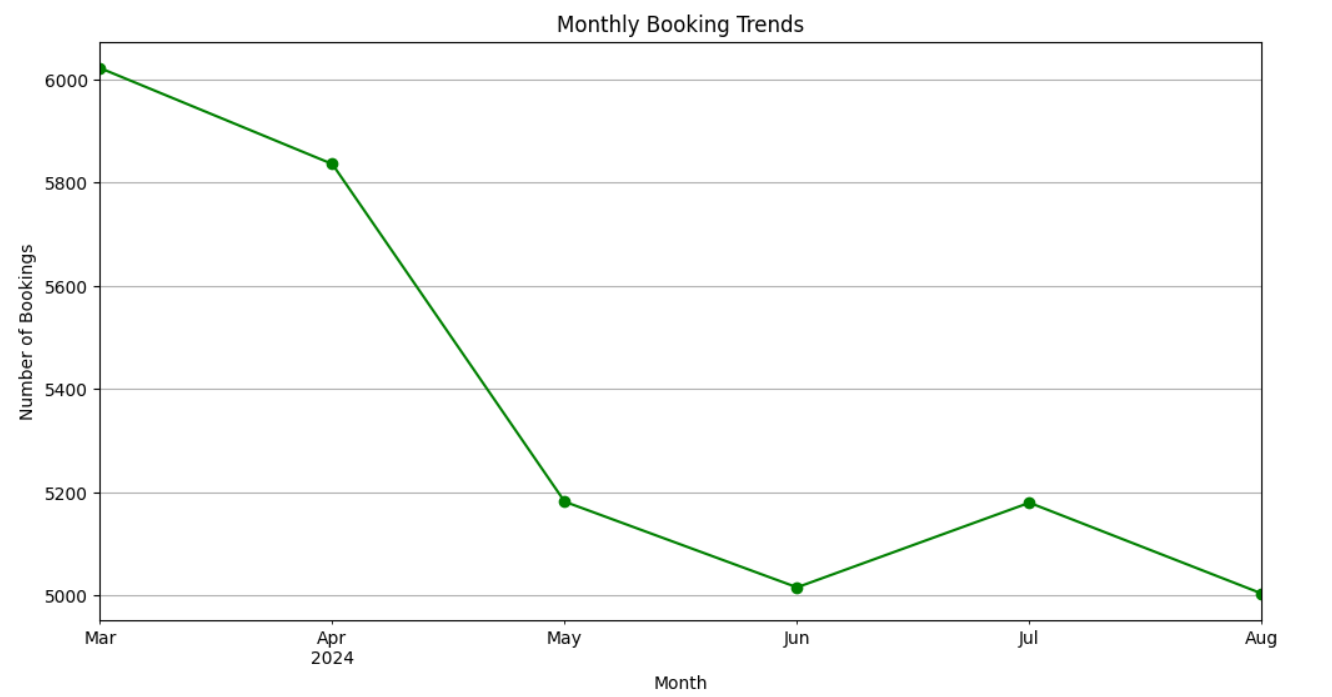 Monthly Booking Trends
Number of Bookings
6000
5800
5600
5400
5200
5000
Mar Apr May Jun Jul Aug
2024
Month